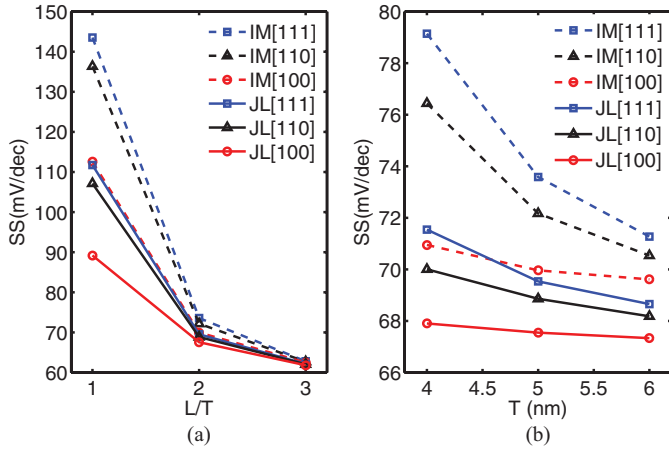 150
140
130
120
110
100
90
80
70
60
SS(mV/dec)
IM[111]
IM[110]
IM[100]
JL[111]
JL[110]
JL[100]
1
2
3
L/T
(a)
80
78
76
74
72
70
68
66
SS(mV/dec)
IM[111]
IM[110]
IM[100]
JL[111]
JL[110]
JL[100]
4
4.5
5
5.5
6
T (nm)
(b)